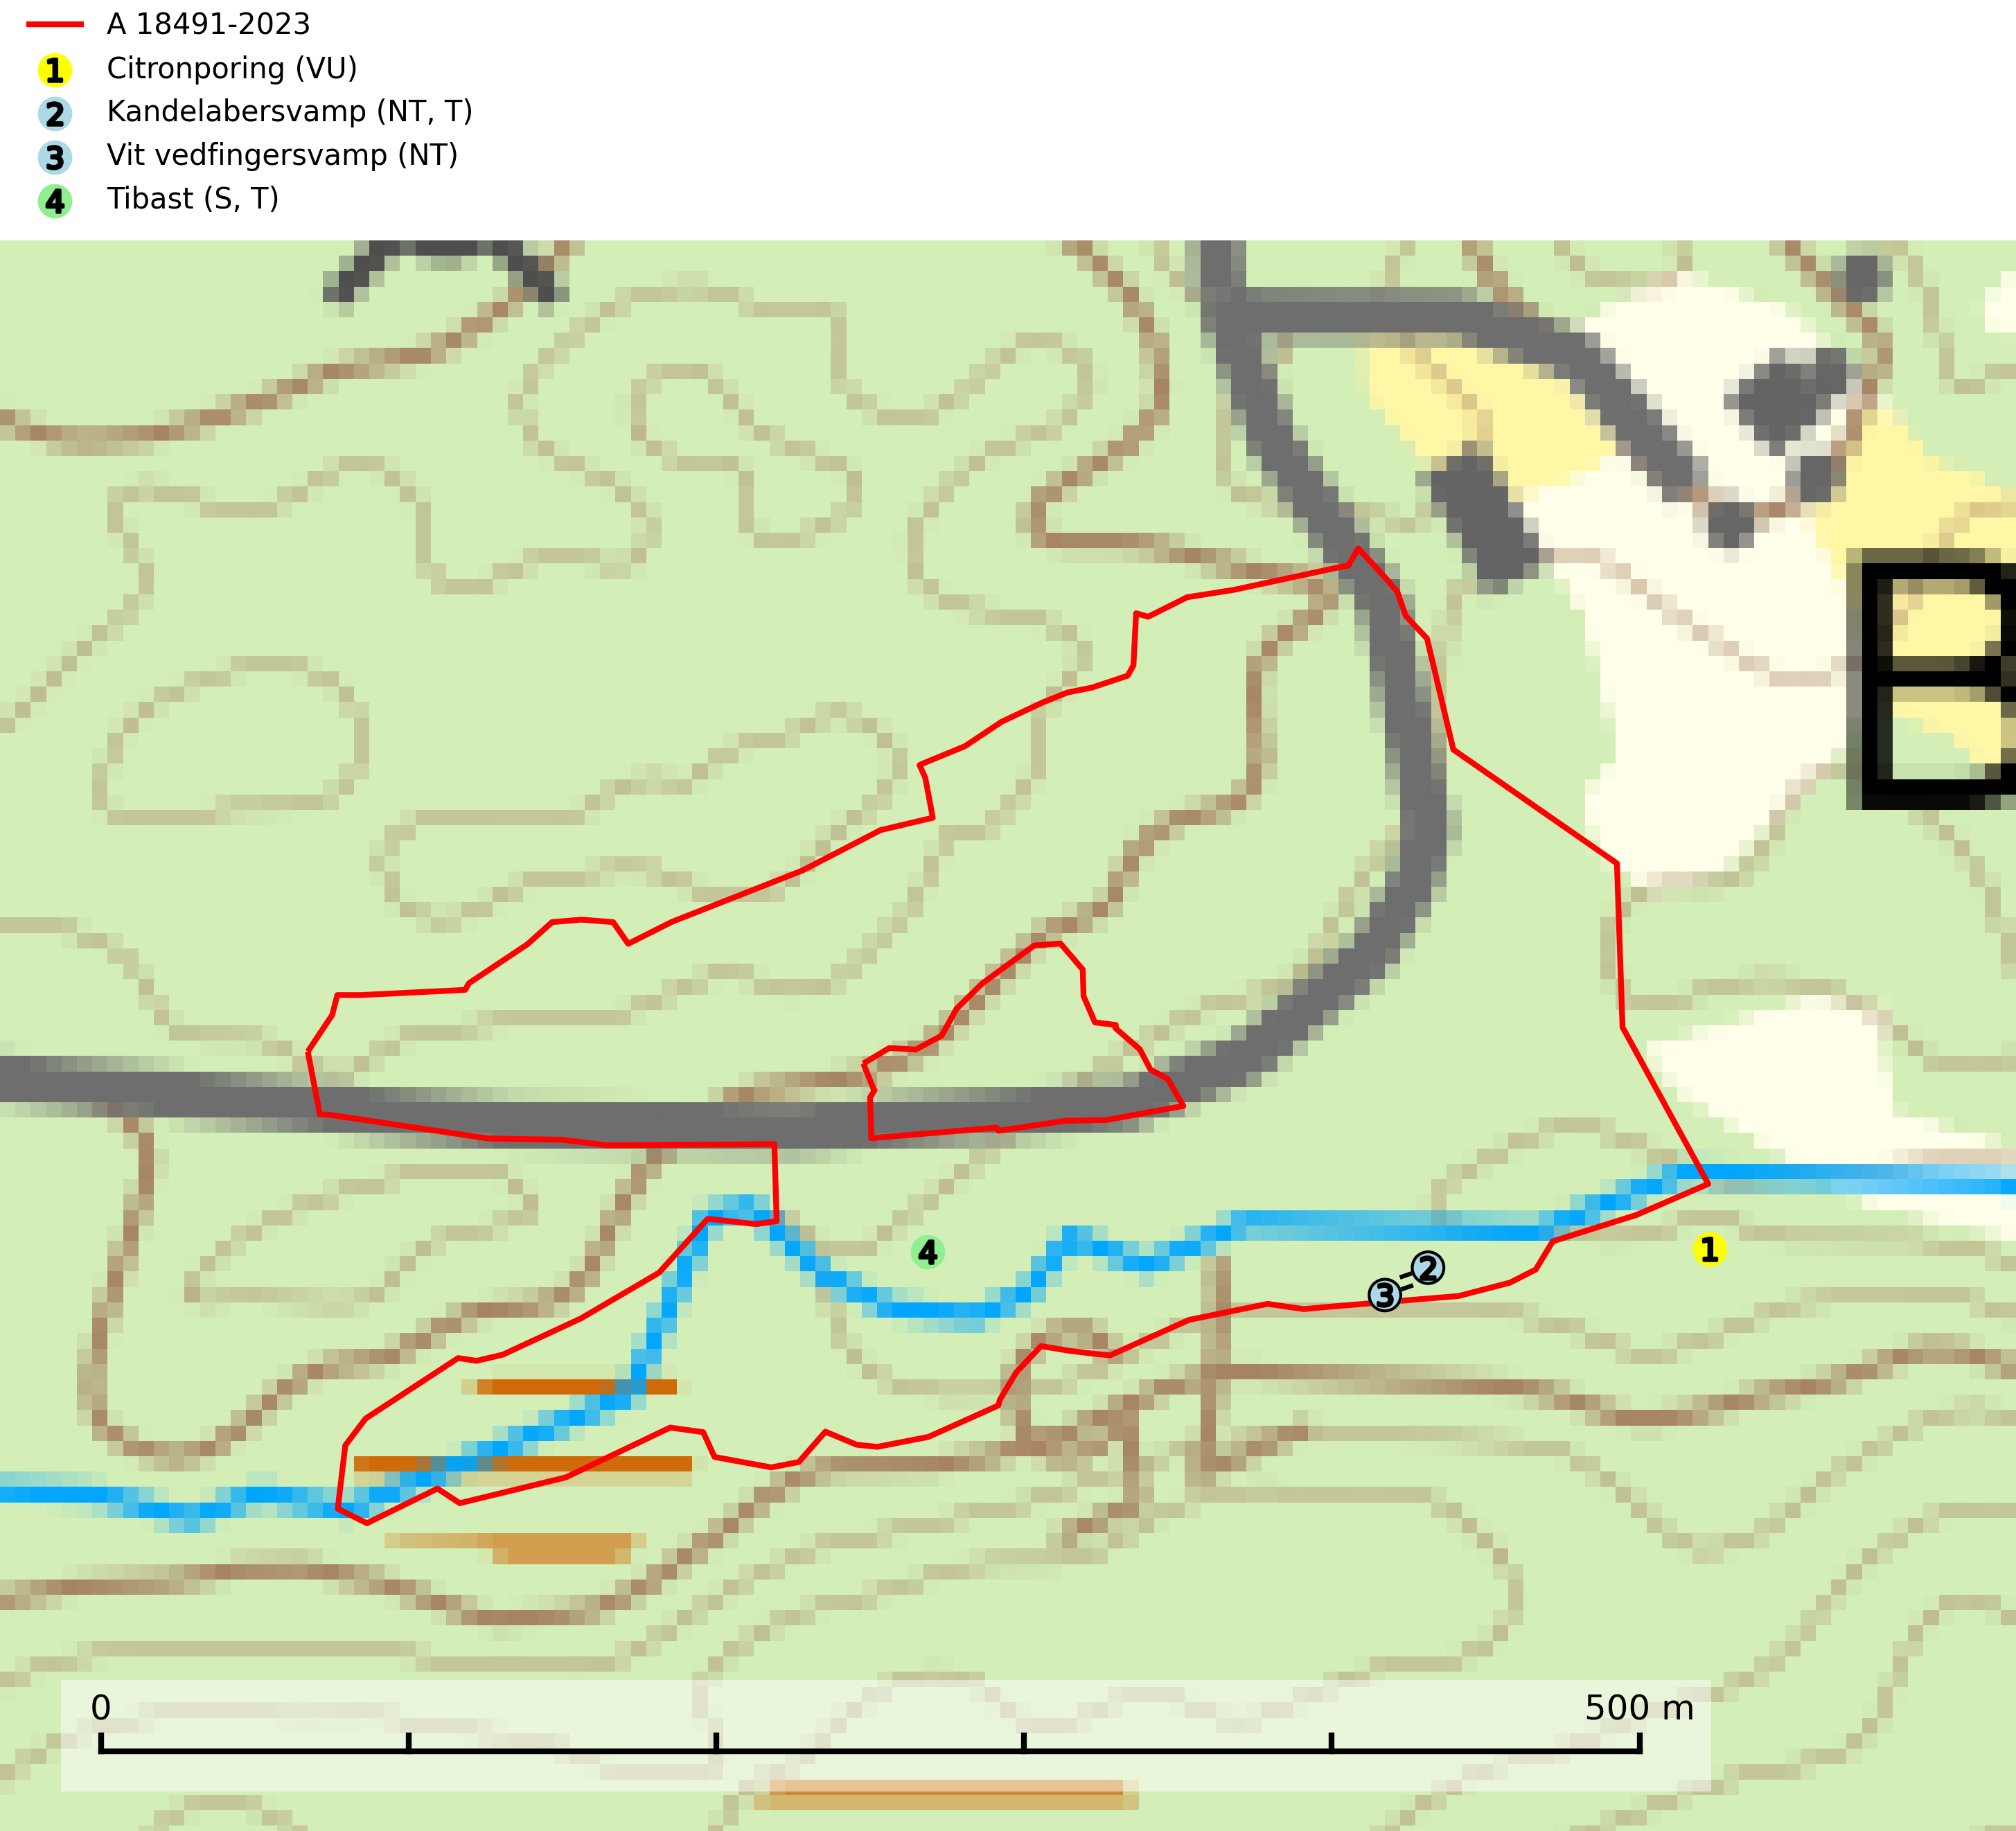 A 18491-2023
1 Citronporing (VU)
2 Kandelabersvamp (NT, T)
3 Vit vedfingersvamp (NT)
4 Tibast (S, T)
4
1
2
3
0 500 m